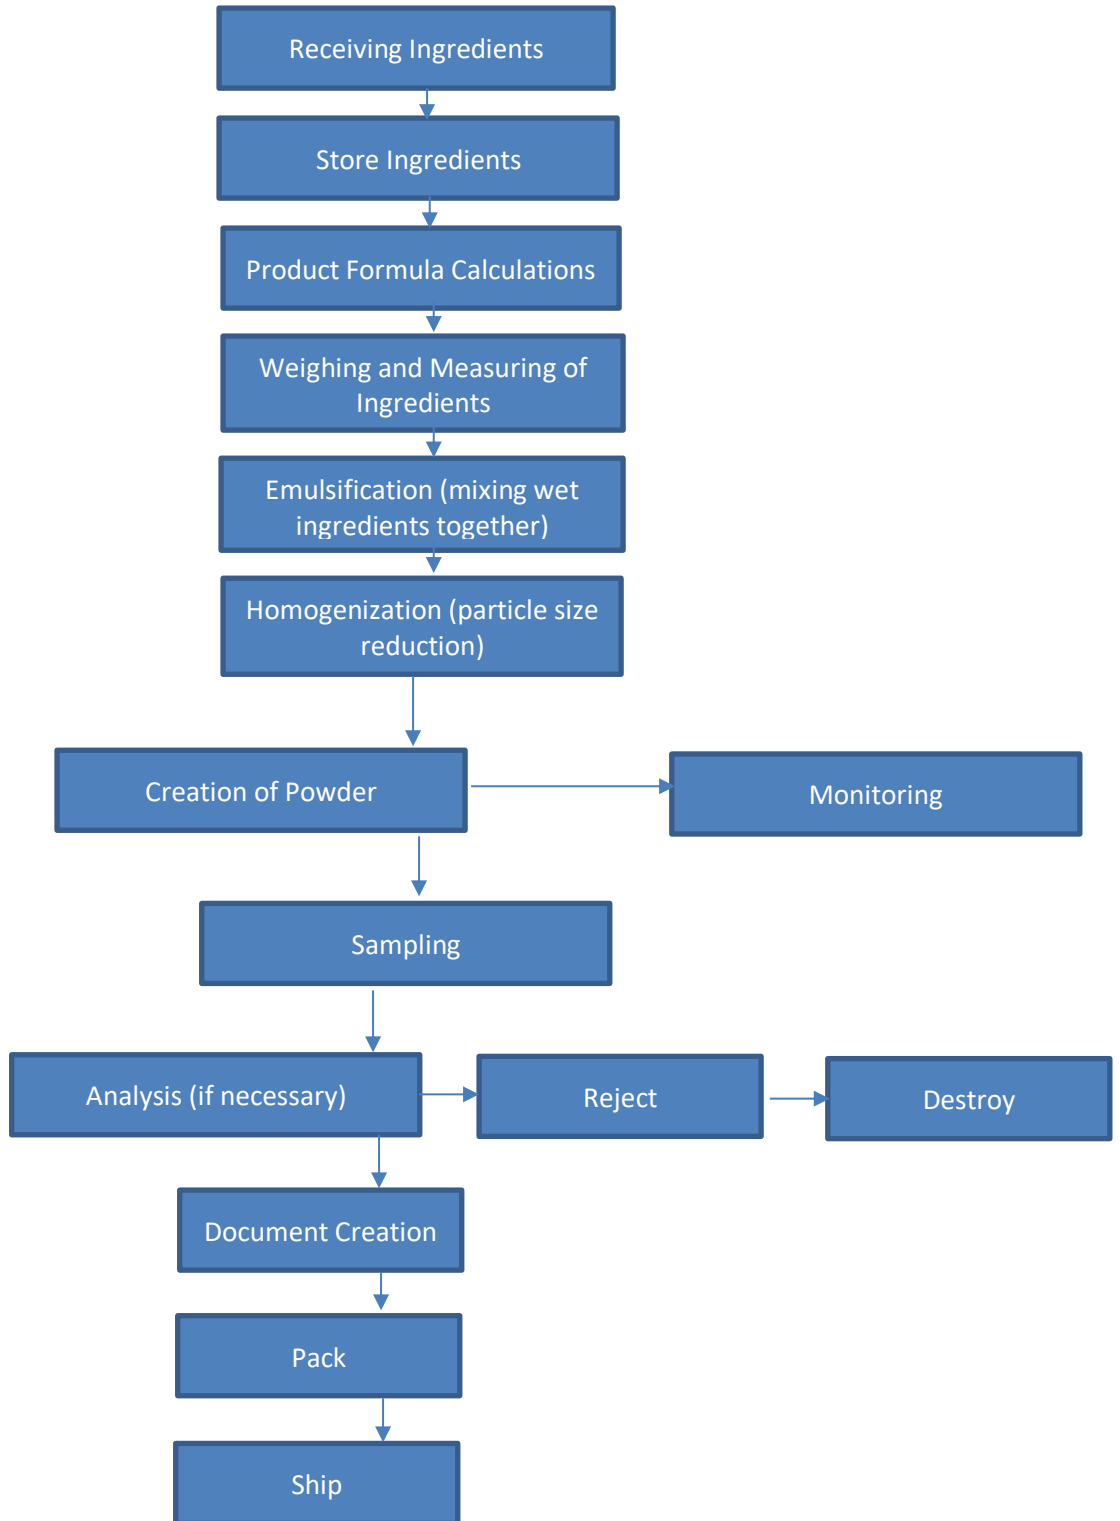 Receiving Ingredients
Store Ingredients
Product Formula Calculations
Weighing and Measuring of
Ingredients
Emulsification (mixing wet
ingredients together)
Homogenization (particle size
reduction)
Creation of Powder
Monitoring
Sampling
Analysis (if necessary)
Reject
Destroy
Document Creation
Pack
Ship